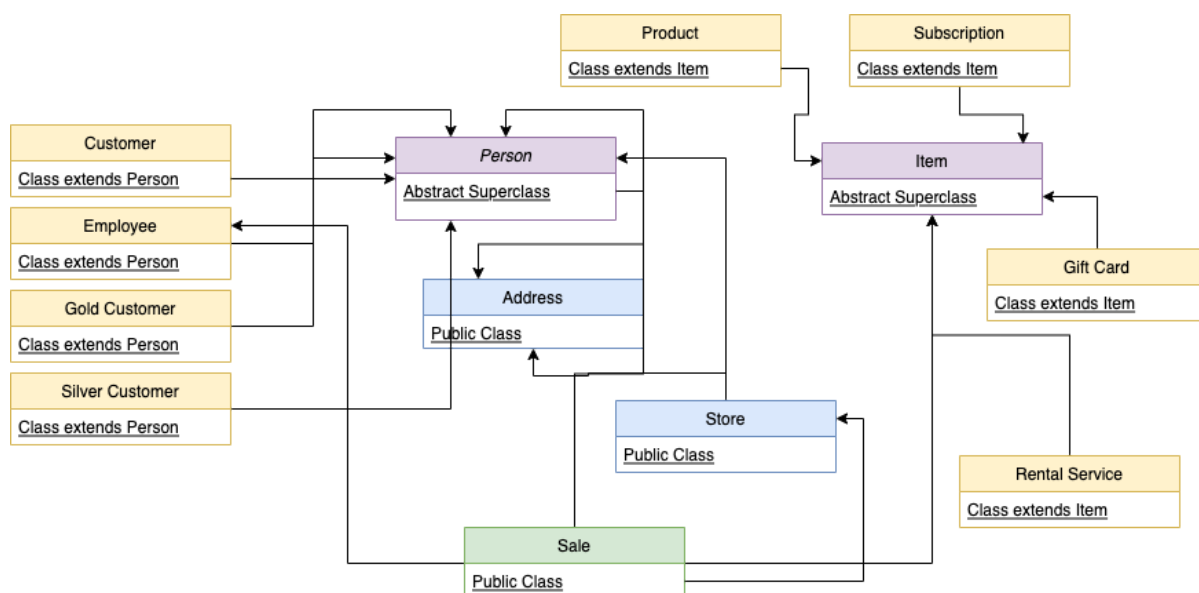 Product
Class extends Item
Subscription
Class extends Item
Customer
Class extends Person
Person
Abstract Superclass
Item
Abstract Superclass
Employee
Class extends Person
Gift Card
Class extends Item
Gold Customer
Class extends Person
Address
Public Class
Silver Customer
Class extends Person
Store
Public Class
Rental Service
Class extends Item
Sale
Public Class